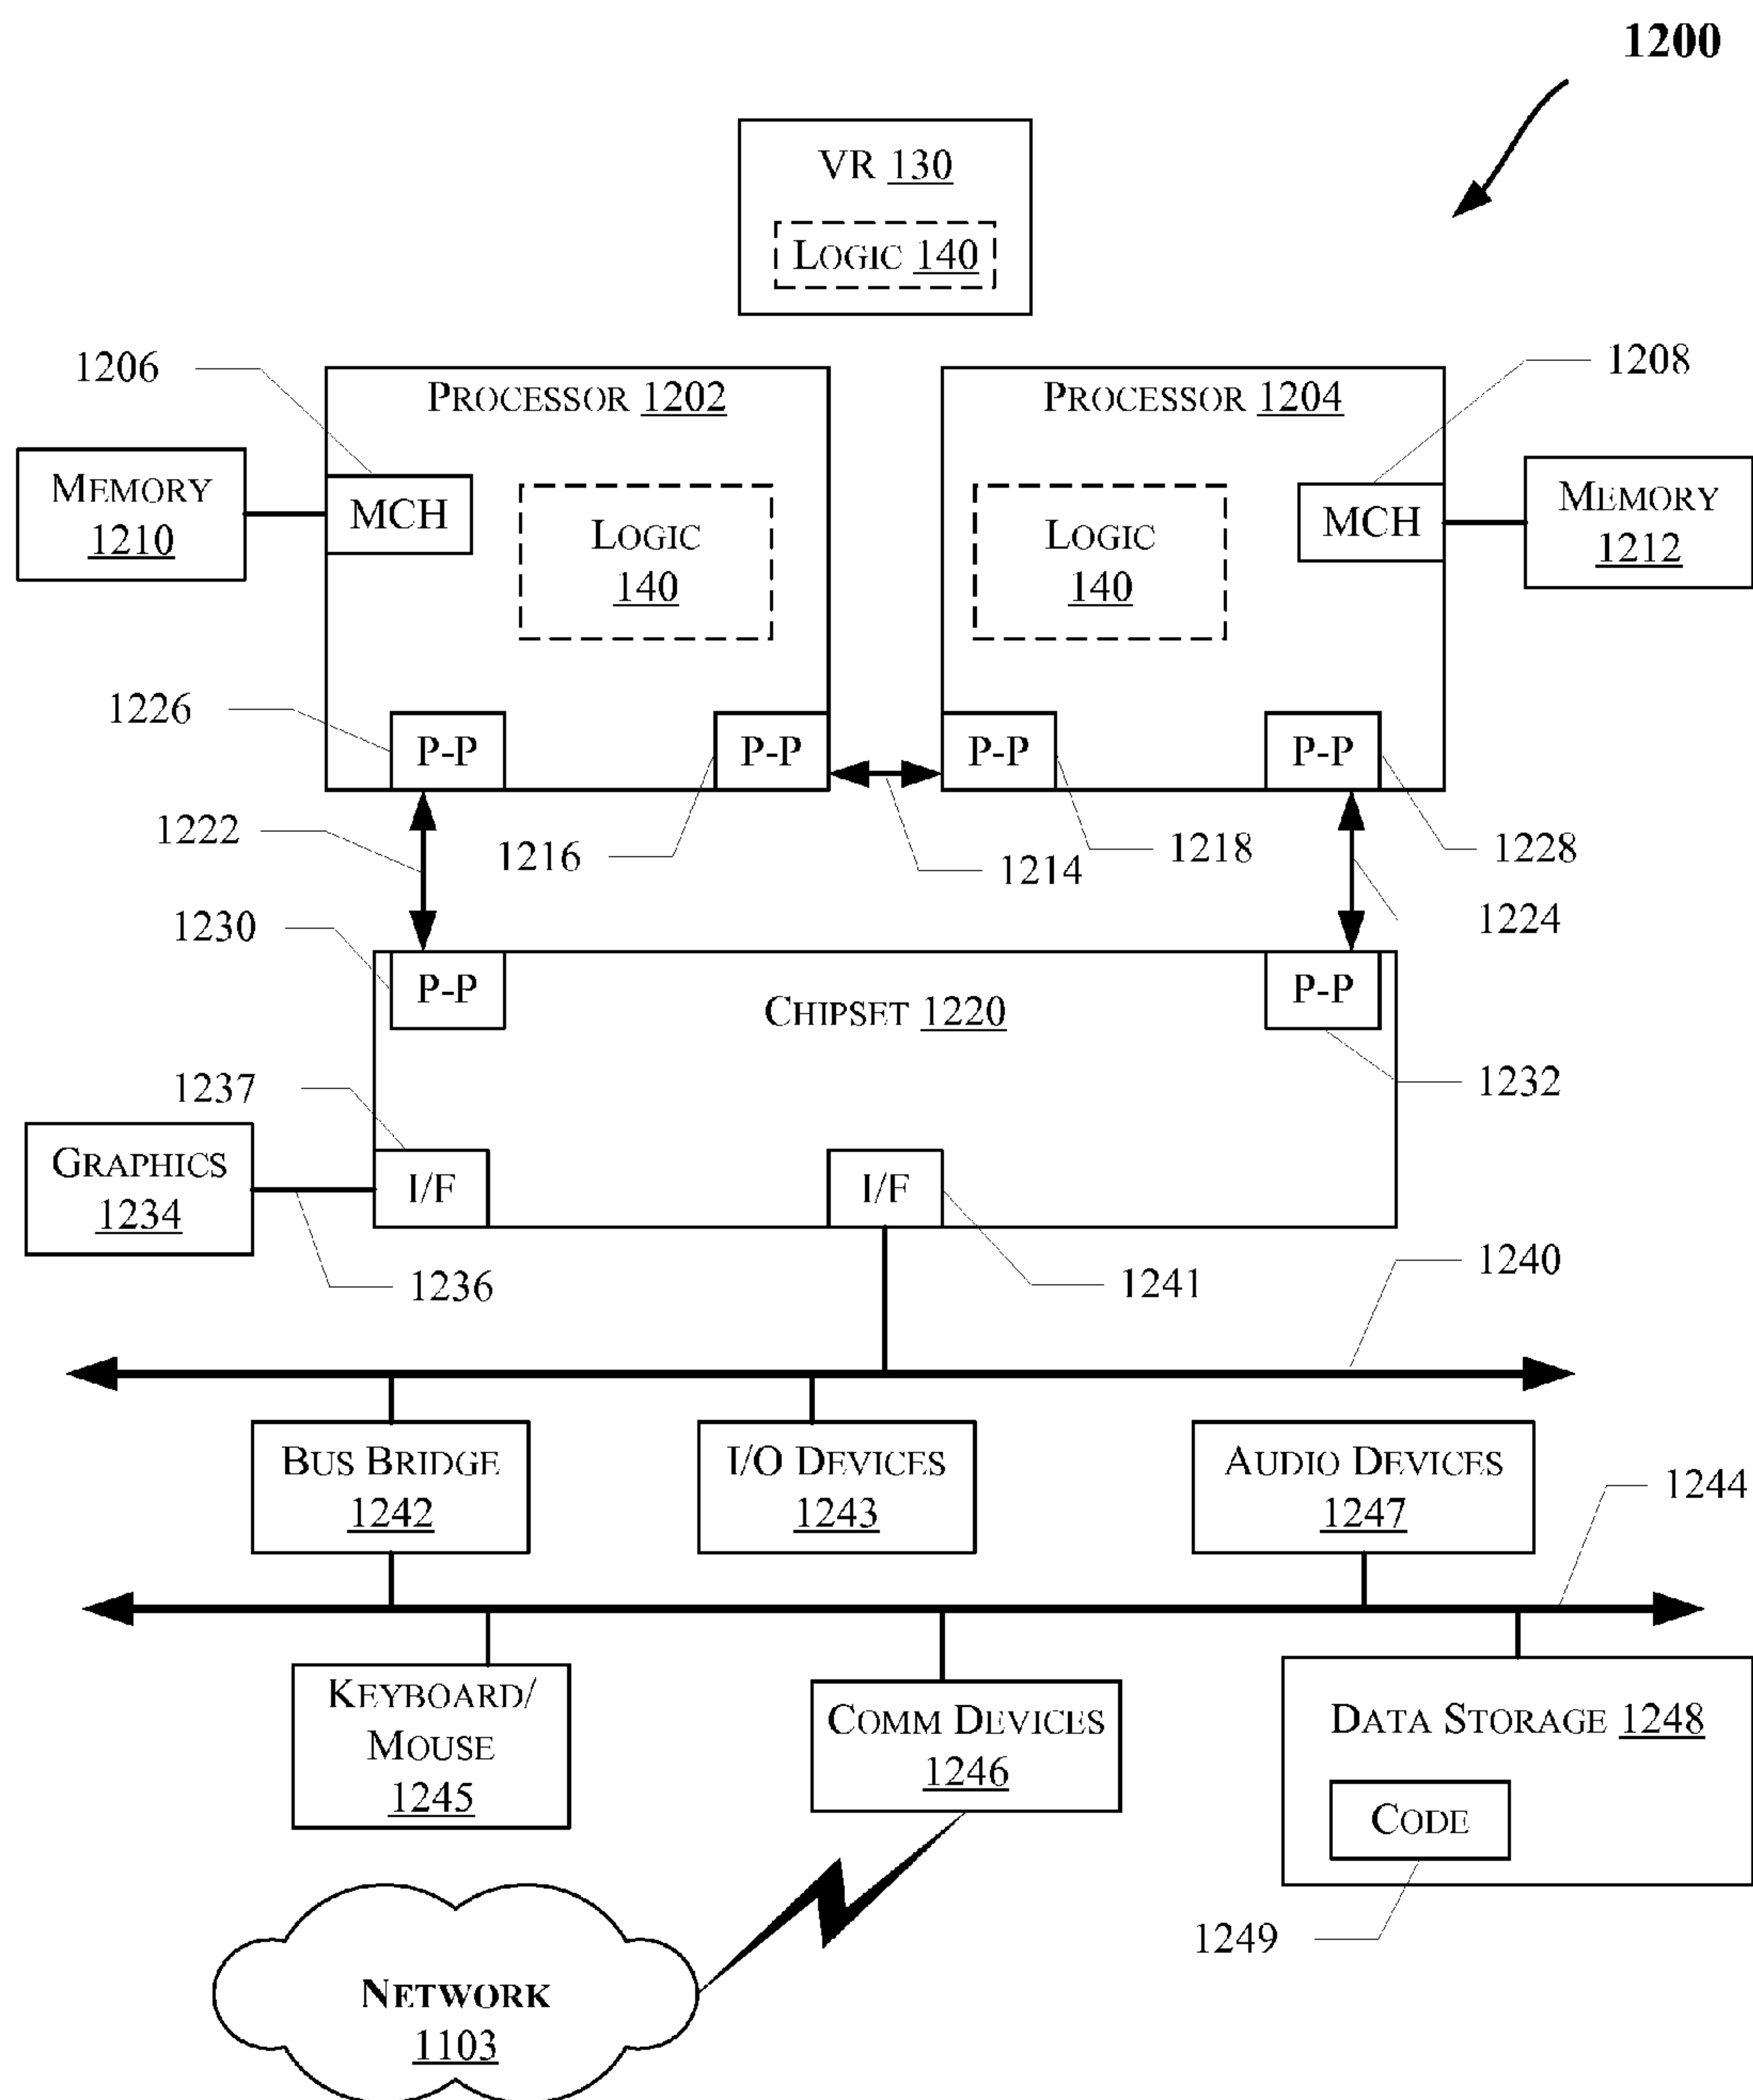 1200
VR 130
LOGIC 140
1206
1208
PROCESSOR 1202
PROCESSOR 1204
MEMORY
1210
MCH
LOGIC
140
LOGIC
140
MCH
MEMORY
1212
1226
P-P
P-P
P-P
P-P
1222
1216
1214
1218
1228
1230
1224
P-P
CHIPSET 1220
P-P
1237
1232
GRAPHICS
1234
I/F
I/F
1236
1241
1240
BUS BRIDGE
1242
I/O DEVICES
1243
AUDIO DEVICES
1247
1244
KEYBOARD/
MOUSE
1245
COMM DEVICES
1246
DATA STORAGE 1248
CODE
1249
NETWORK
1103